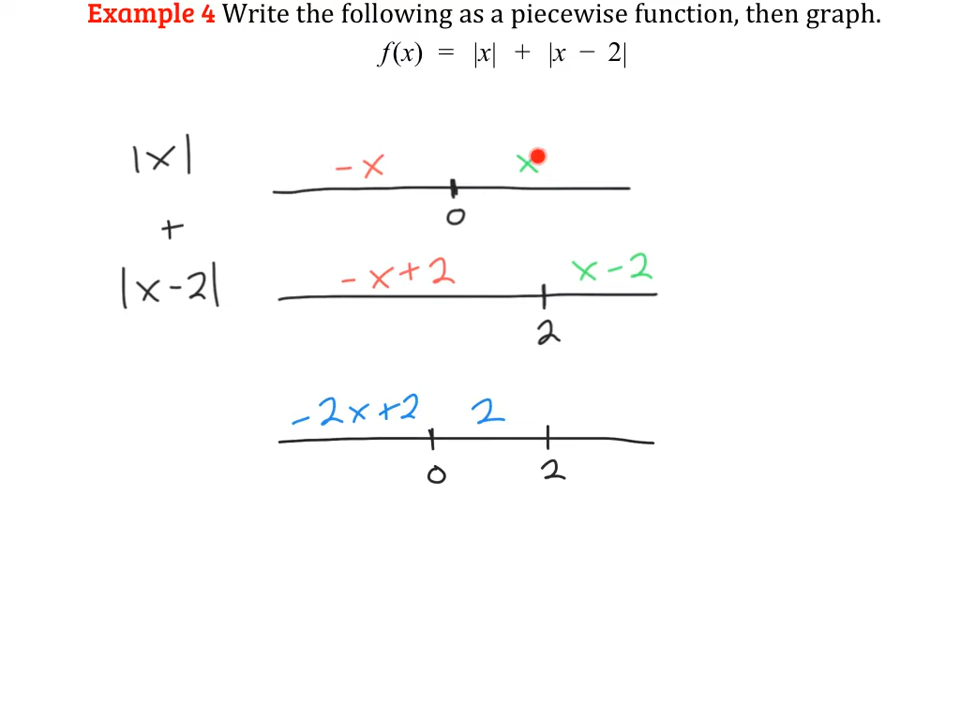 Example 4 Write the following as a piecewise function, then graph.
f(x) = |x| + |x − 2|
|x|
-x x
0
+
|x-2|
-x+2 x-2
2
-2x+2 2
0 2